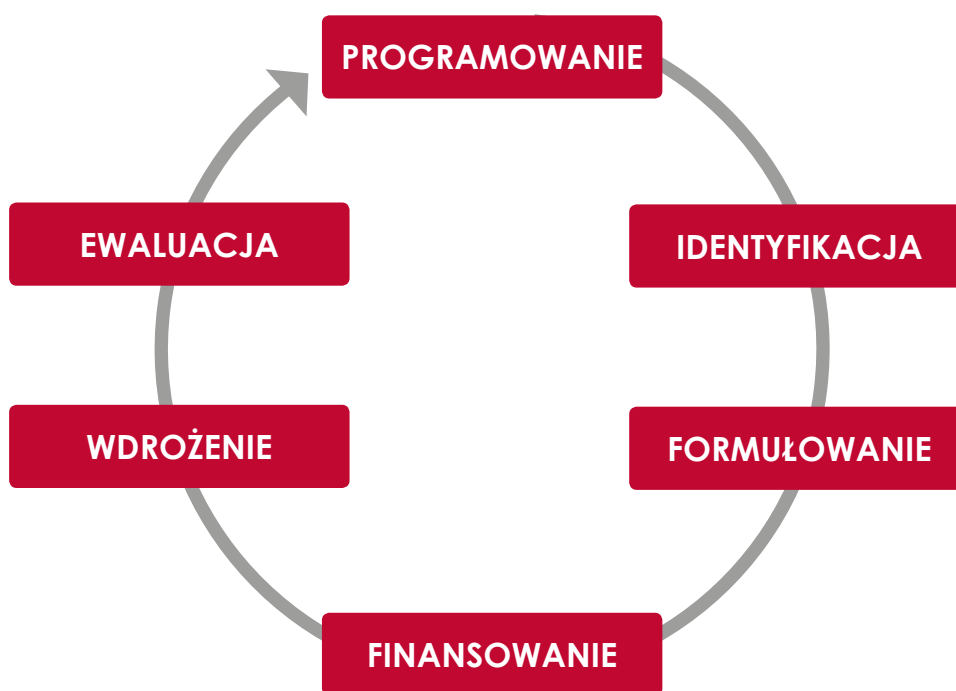 PROGRAMOWANIE
IDENTYFIKACJA
FORMUŁOWANIE
FINANSOWANIE
WDROŻENIE
EWALUACJA